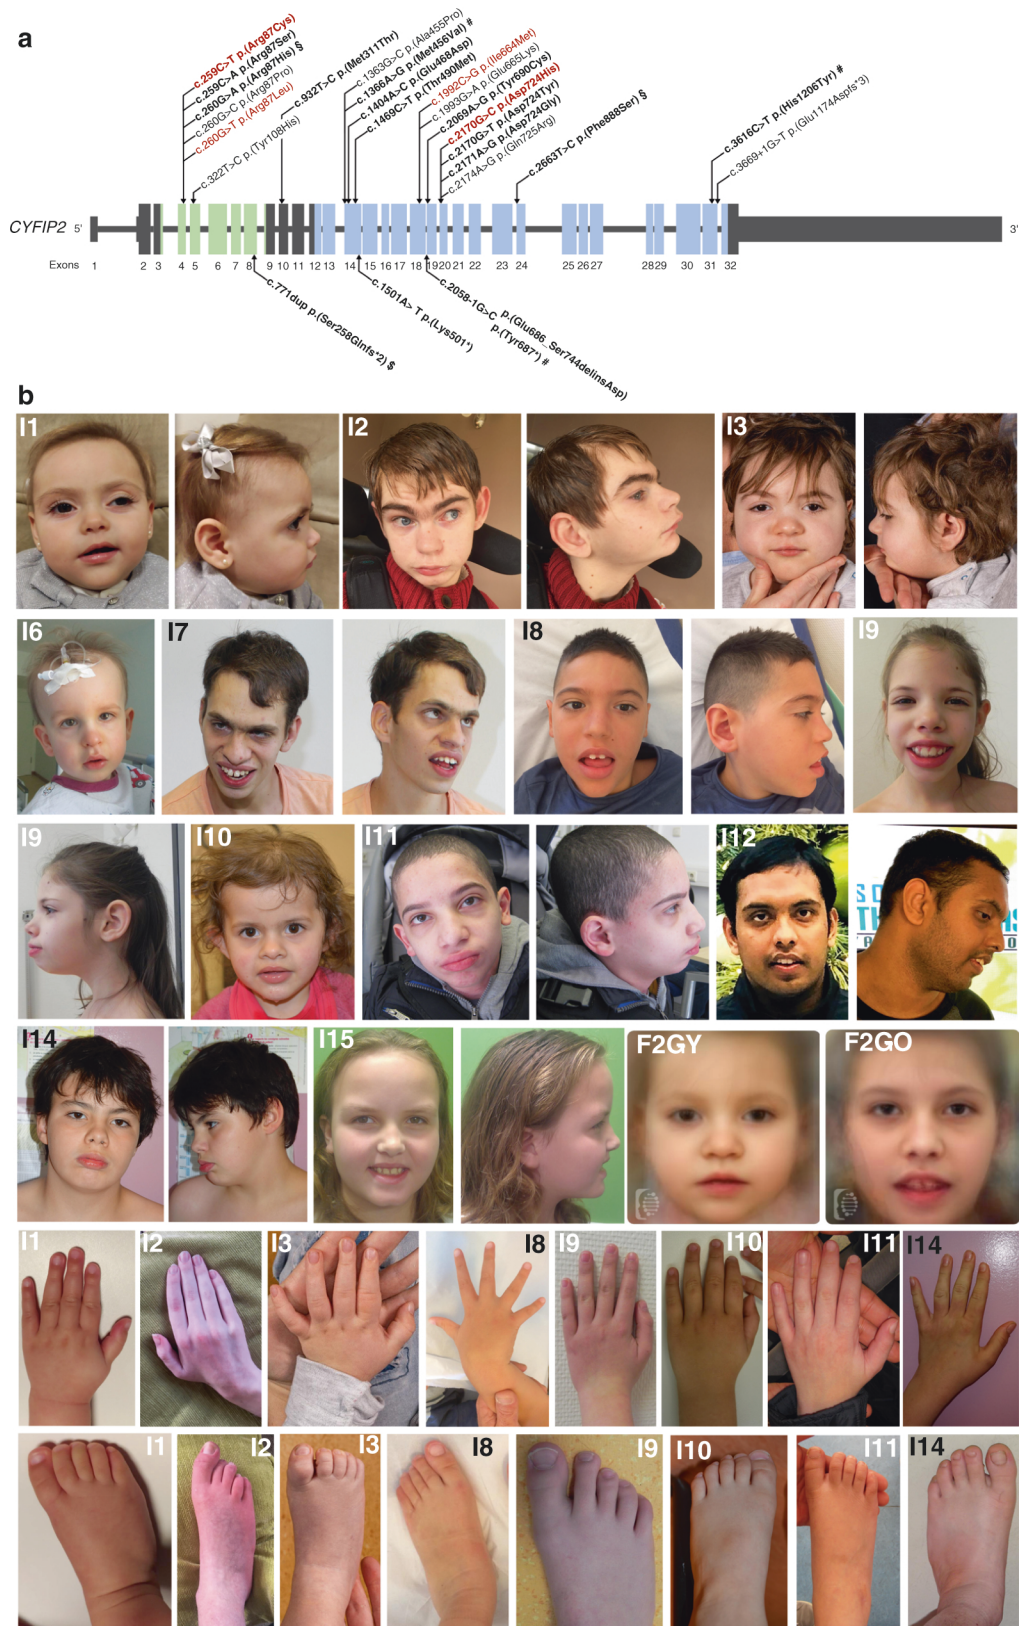 a
c.259C>T p.(Arg87Cys)
c.259C>A p.(Arg87Ser)
c.260G>A p.(Arg87His) §
c.260G>C p.(Arg87Pro)
c.260G>T p.(Arg87Leu)
c.322T>C p.(Tyr108His)
c.932T>C p.(Met311Thr)
c.1363G>C p.(Ala455Pro)
c.1366A>G p.(Met456Val) #
c.1404A>C p.(Glu468Asp)
c.1469C>T p.(Thr490Met)
c.1992C>G p.(Ile664Met)
c.1993G>A p.(Glu665Lys)
c.2069A>G p.(Tyr690Cys)
c.2170G>C p.(Asp724His)
c.2170G>T p.(Asp724Tyr)
c.2171A>G p.(Asp724Gly)
c.2174A>G p.(Gln725Arg)
c.2663T>C p.(Phe888Ser) §
c.3616C>T p.(His1206Tyr) #
c.3669+1G>T p.(Glu1174Aspfs*3)
CYFIP2 5' 3'
Exons 1 2 3 4 5 6 7 8 9 10 11 12 13 14 15 16 17 18 19 20 21 22 23 24 25 26 27 28 29 30 31 32
c.771dup p.(Ser258Glnfs*2) $
c.1501A> T p.(Lys501*)
c.2058-1G>C p.(Glu686_Ser744delinsAsp)
p.(Tyr687*) #
b
I1 I2 I3
I6 I7 I8 I9
I9 I10 I11 I12
I14 I15 F2GY F2GO
I1 I2 I3 I8 I9 I10 I11 I14
I1 I2 I3 I8 I9 I10 I11 I14